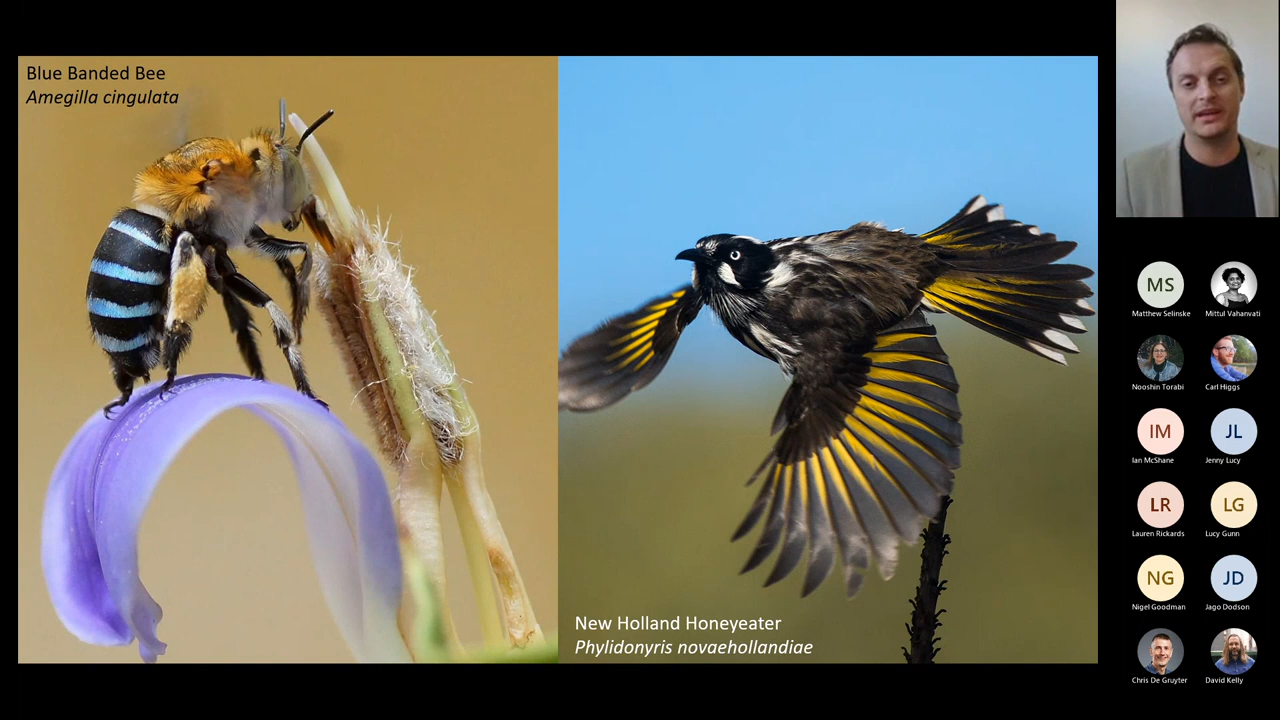 Blue Banded Bee
Amegilla cingulata
New Holland Honeyeater
Phylidonyris novaehollandiae
MS
Matthew Selinske
Mittul Vahanvati
Nooshin Torabi
Carl Higgs
IM
JL
Ian McShane
Jenny Lucy
LR
LG
Lauren Rickards
Lucy Gunn
NG
JD
Nigel Goodman
Jago Dodson
Chris De Gruyter
David Kelly